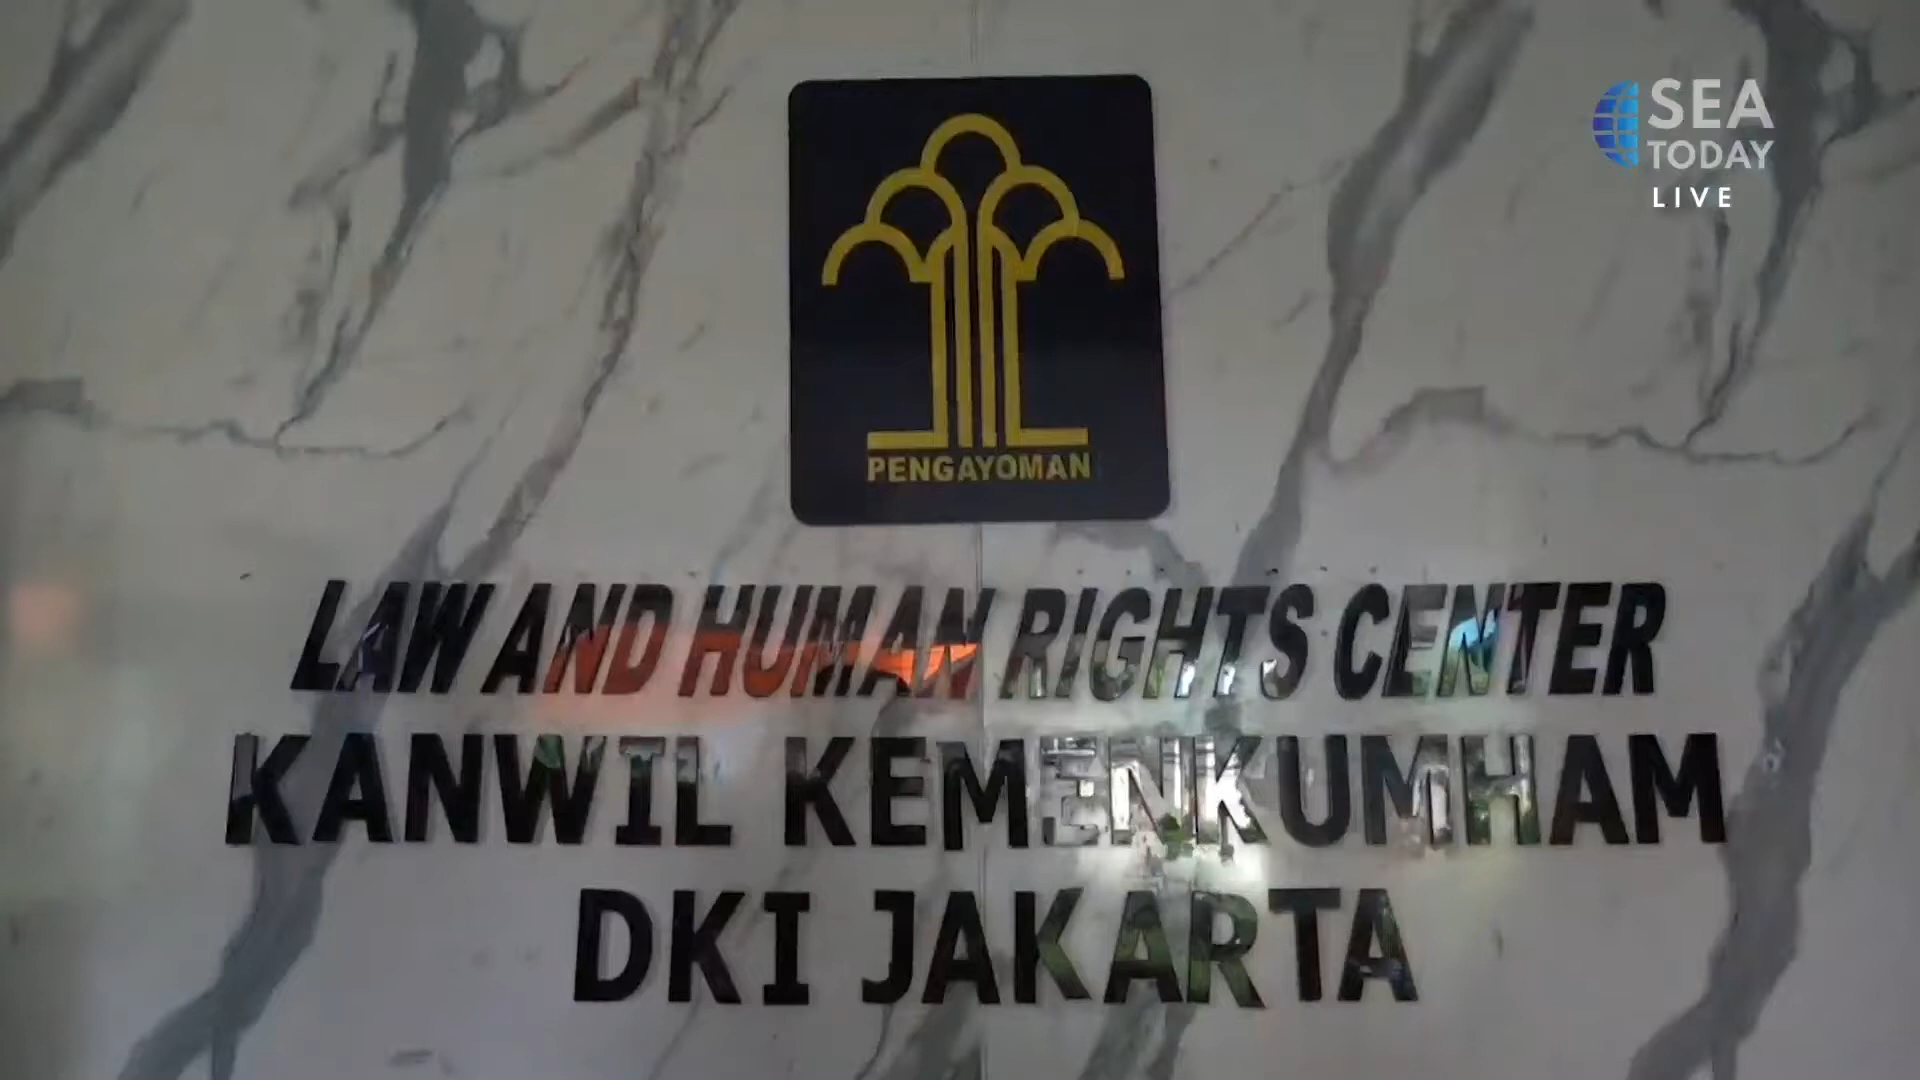 SEA
TODAY
LIVE
PENGAYOMAN
LAW AND HUMAN RIGHTS CENTER
KANWIL KEMENKUMHAM
DKI JAKARTA